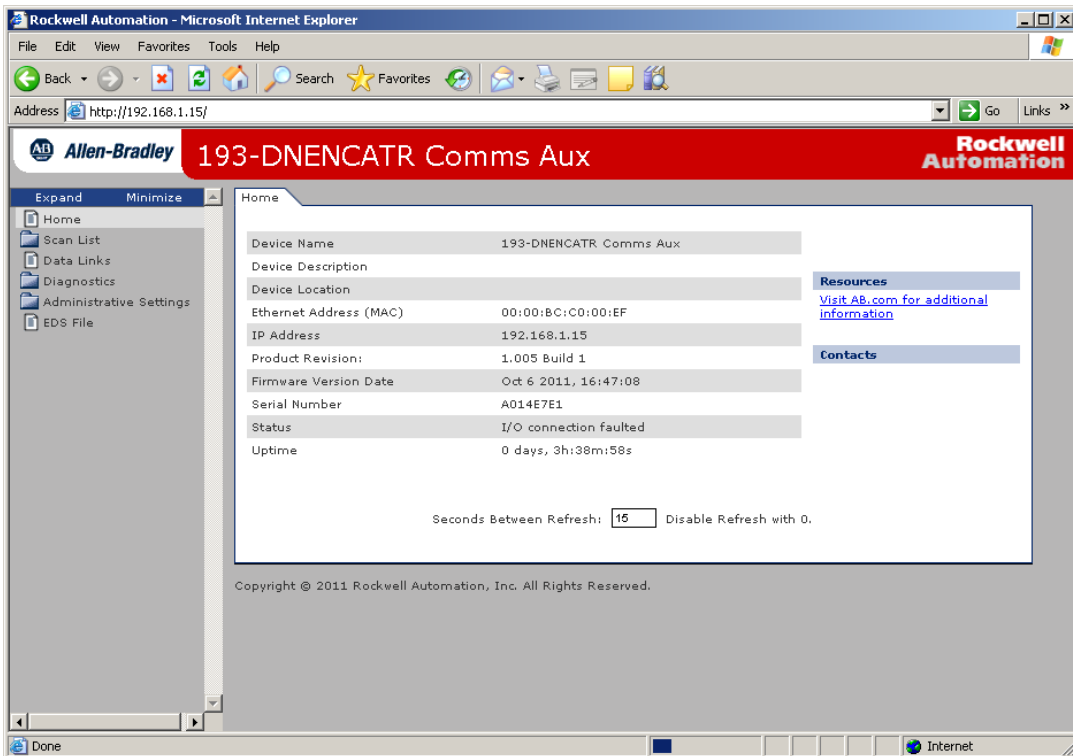 Rockwell Automation - Microsoft Internet Explorer
File Edit View Favorites Tools Help
Back Search Favorites
Address http://192.168.1.15/ Go Links »
AB Allen-Bradley 193-DNENCATR Comms Aux Rockwell Automation
Expand Minimize
Home
Scan List
Data Links
Diagnostics
Administrative Settings
EDS File
Home
Device Name 193-DNENCATR Comms Aux
Device Description
Device Location
Ethernet Address (MAC) 00:00:BC:C0:00:EF
IP Address 192.168.1.15
Product Revision: 1.005 Build 1
Firmware Version Date Oct 6 2011, 16:47:08
Serial Number A014E7E1
Status I/O connection faulted
Uptime 0 days, 3h:38m:58s
Resources
Visit AB.com for additional
information
Contacts
Seconds Between Refresh: 15 Disable Refresh with 0.
Copyright © 2011 Rockwell Automation, Inc. All Rights Reserved.
Done Internet